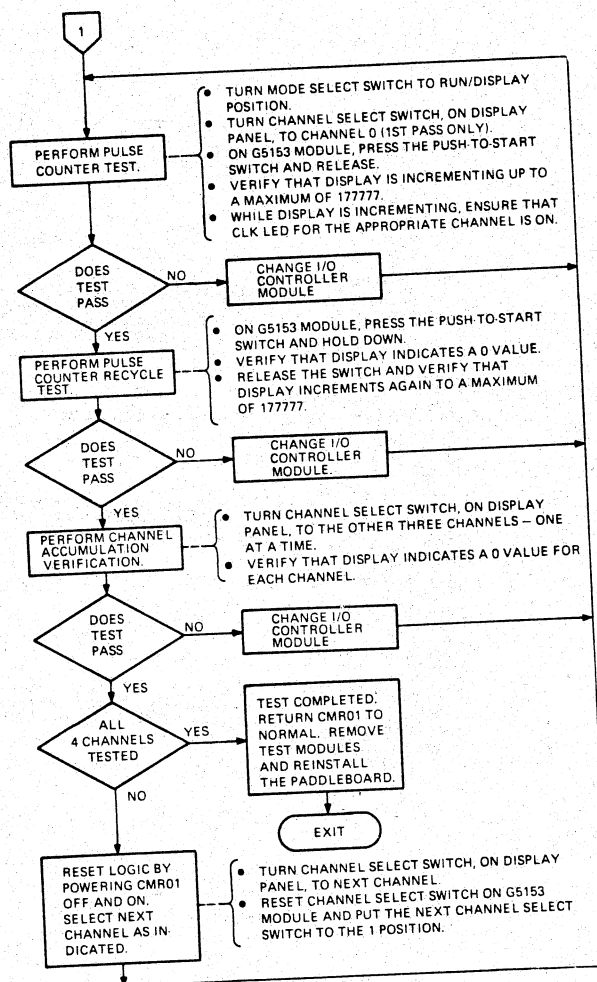 1
PERFORM PULSE
COUNTER TEST.
● TURN MODE SELECT SWITCH TO RUN/DISPLAY
POSITION.
● TURN CHANNEL SELECT SWITCH, ON DISPLAY
PANEL, TO CHANNEL 0 (1ST PASS ONLY).
● ON G5153 MODULE, PRESS THE PUSH-TO-START
SWITCH AND RELEASE.
● VERIFY THAT DISPLAY IS INCREMENTING UP TO
A MAXIMUM OF 177777.
● WHILE DISPLAY IS INCREMENTING, ENSURE THAT
CLK LED FOR THE APPROPRIATE CHANNEL IS ON.
DOES
TEST
PASS
NO
CHANGE I/O
CONTROLLER
MODULE
YES
PERFORM PULSE
COUNTER RECYCLE
TEST.
● ON G5153 MODULE, PRESS THE PUSH-TO-START
SWITCH AND HOLD DOWN.
● VERIFY THAT DISPLAY INDICATES A 0 VALUE.
● RELEASE THE SWITCH AND VERIFY THAT
DISPLAY INCREMENTS AGAIN TO A MAXIMUM
OF 177777.
DOES
TEST
PASS
NO
CHANGE I/O
CONTROLLER
MODULE.
YES
PERFORM CHANNEL
ACCUMULATION
VERIFICATION.
● TURN CHANNEL SELECT SWITCH, ON DISPLAY
PANEL, TO THE OTHER THREE CHANNELS – ONE
AT A TIME.
● VERIFY THAT DISPLAY INDICATES A 0 VALUE FOR
EACH CHANNEL.
DOES
TEST
PASS
NO
CHANGE I/O
CONTROLLER
MODULE
YES
ALL
4 CHANNELS
TESTED
YES
TEST COMPLETED.
RETURN CMR01 TO
NORMAL. REMOVE
TEST MODULES
AND REINSTALL
THE PADDLEBOARD.
EXIT
NO
RESET LOGIC BY
POWERING CMR01
OFF AND ON.
SELECT NEXT
CHANNEL AS IN-
DICATED.
● TURN CHANNEL SELECT SWITCH, ON DISPLAY
PANEL, TO NEXT CHANNEL.
● RESET CHANNEL SELECT SWITCH ON G5153
MODULE AND PUT THE NEXT CHANNEL SELECT
SWITCH TO THE 1 POSITION.